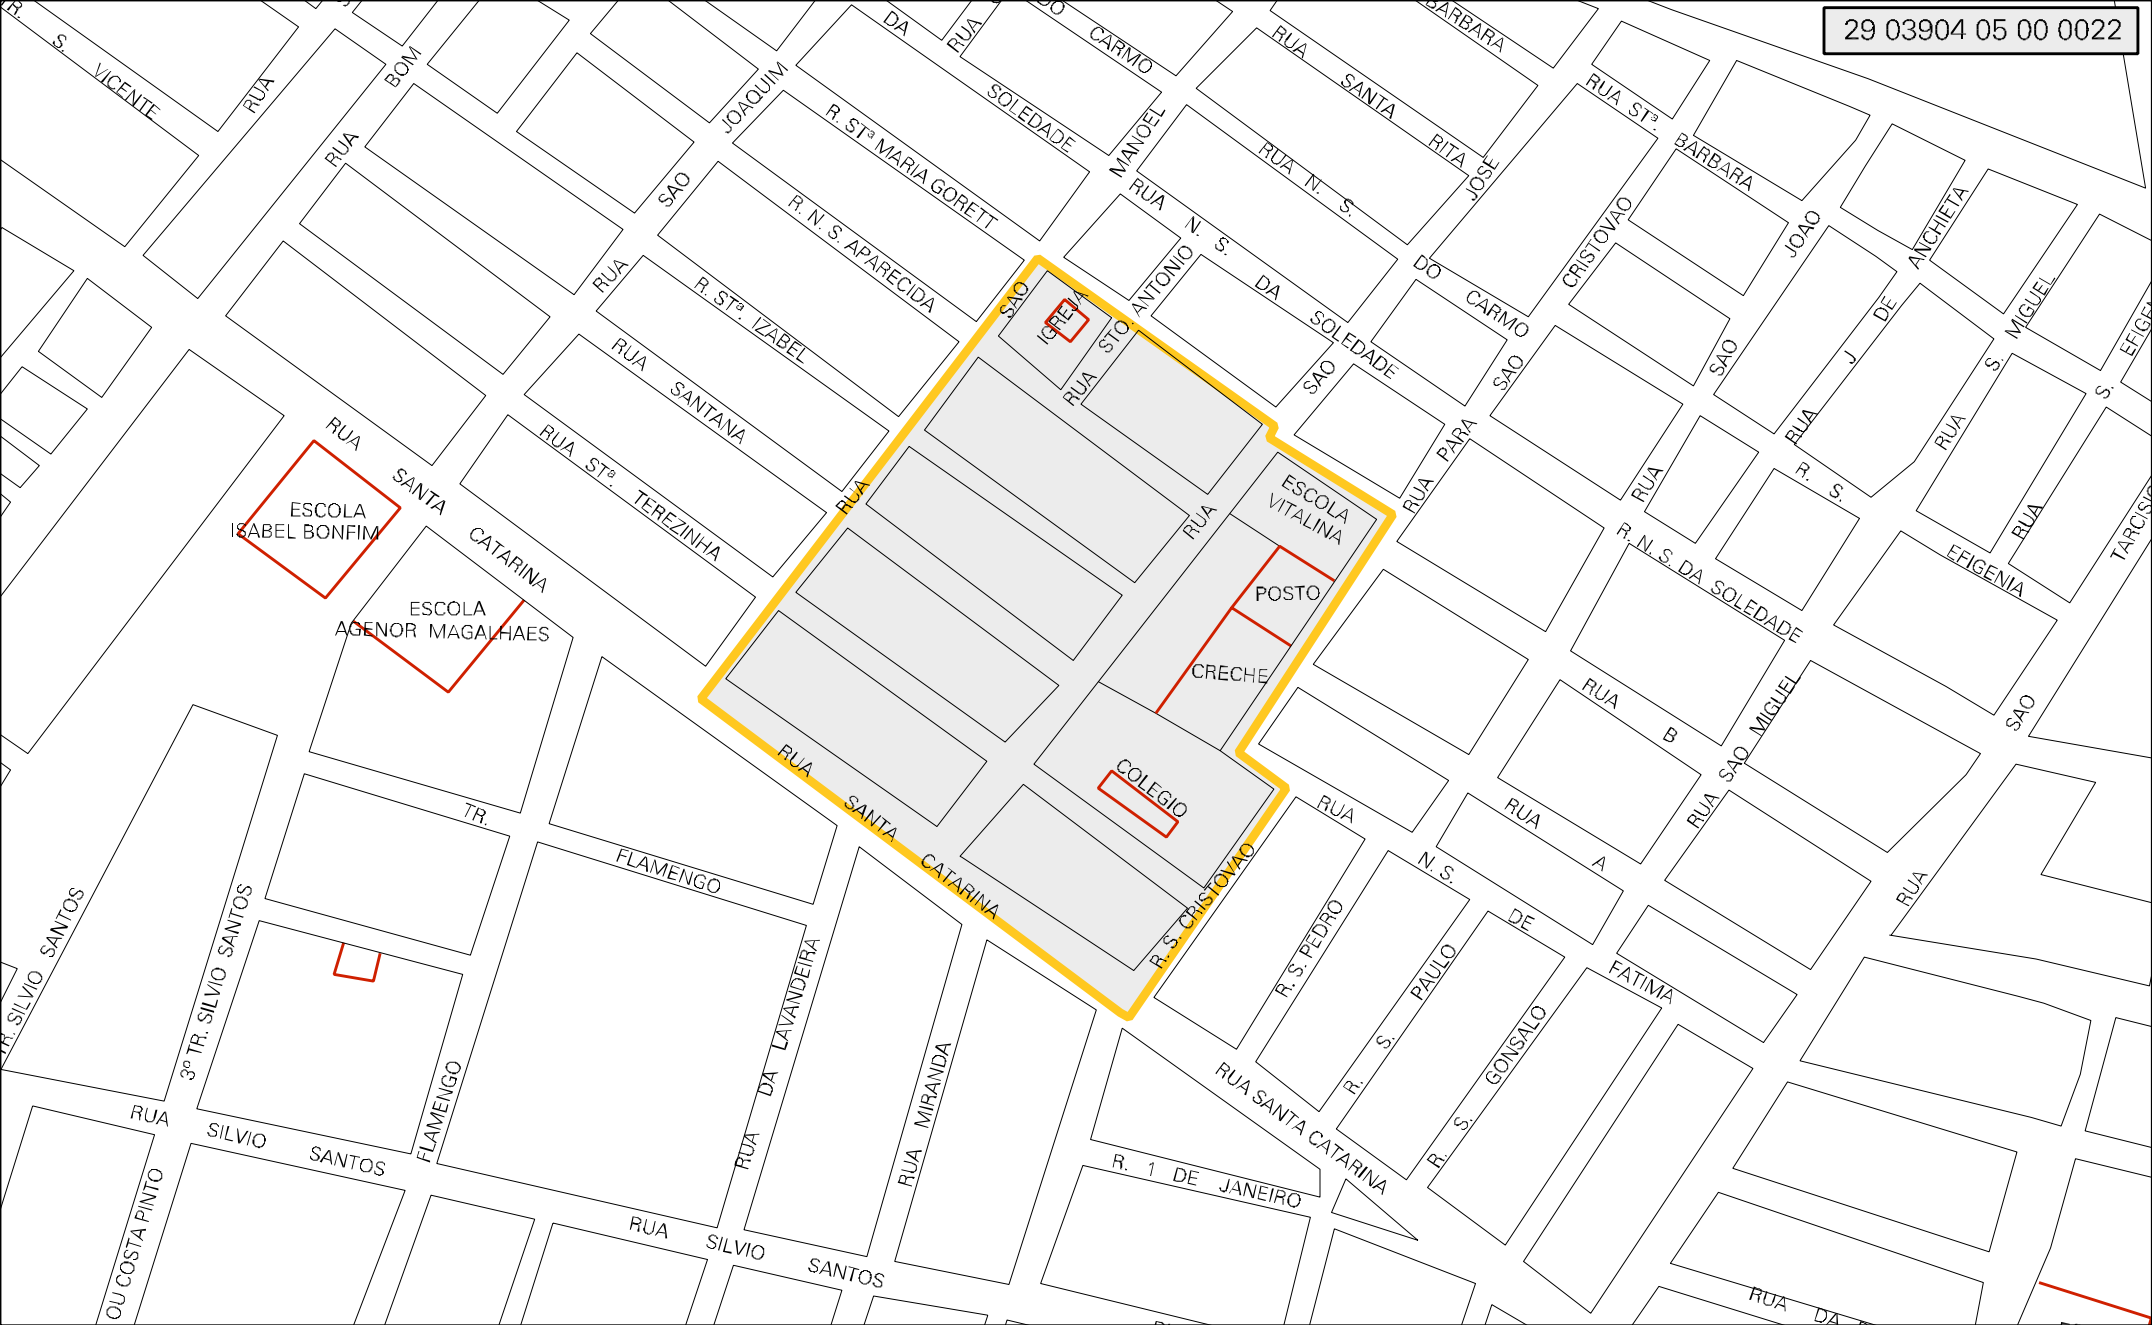 29 03904 05 00 0022
R.
S.
VICENTE
RUA
BOM
RUA
JOAQUIM
SAO
RUA
DA
SOLEDADE
RUA
DO
CARMO
MANOEL
BARBARA
RUA
SANTA
RITA
JOSE
RUA STª.
BARBARA
R. STª MARIA GORETT
R. N. S. APARECIDA
R. STª. IZABEL
RUA
SANTANA
RUA STª. TEREZINHA
RUA N. S.
DO
CARMO
RUA
N. S.
DA
SOLEDADE
CRISTOVAO
SAO
PARA
RUA
JOAO
SAO
RUA
ANCHIETA
DE
J
RUA
MIGUEL
S.
RUA
S.
RUA
TARCISI
SAO
RUA
R. S.
EFIGENIA
SAO
IGREJA
STO. ANTONIO
RUA
SAO
RUA
RUA
ESCOLA
VITALINA
POSTO
CRECHE
COLEGIO
RUA
SANTA
CATARINA
ESCOLA
ISABEL BONFIM
ESCOLA
AGENOR MAGALHAES
RUA
SANTA
CATARINA
R. S. CRISTOVAO
R. N. S. DA SOLEDADE
RUA
B
SAO MIGUEL
RUA
RUA
A
RUA
N. S.
DE
FATIMA
R. S. PEDRO
R. S. PAULO
R. S. GONSALO
TR.
FLAMENGO
TR. SILVIO SANTOS
3º TR. SILVIO SANTOS
FLAMENGO
RUA DA LAVANDEIRA
RUA MIRANDA
RUA SANTA CATARINA
R. 1 DE JANEIRO
RUA
SILVIO
SANTOS
RUA
SILVIO
SANTOS
OU COSTA PINTO
RUA
DA